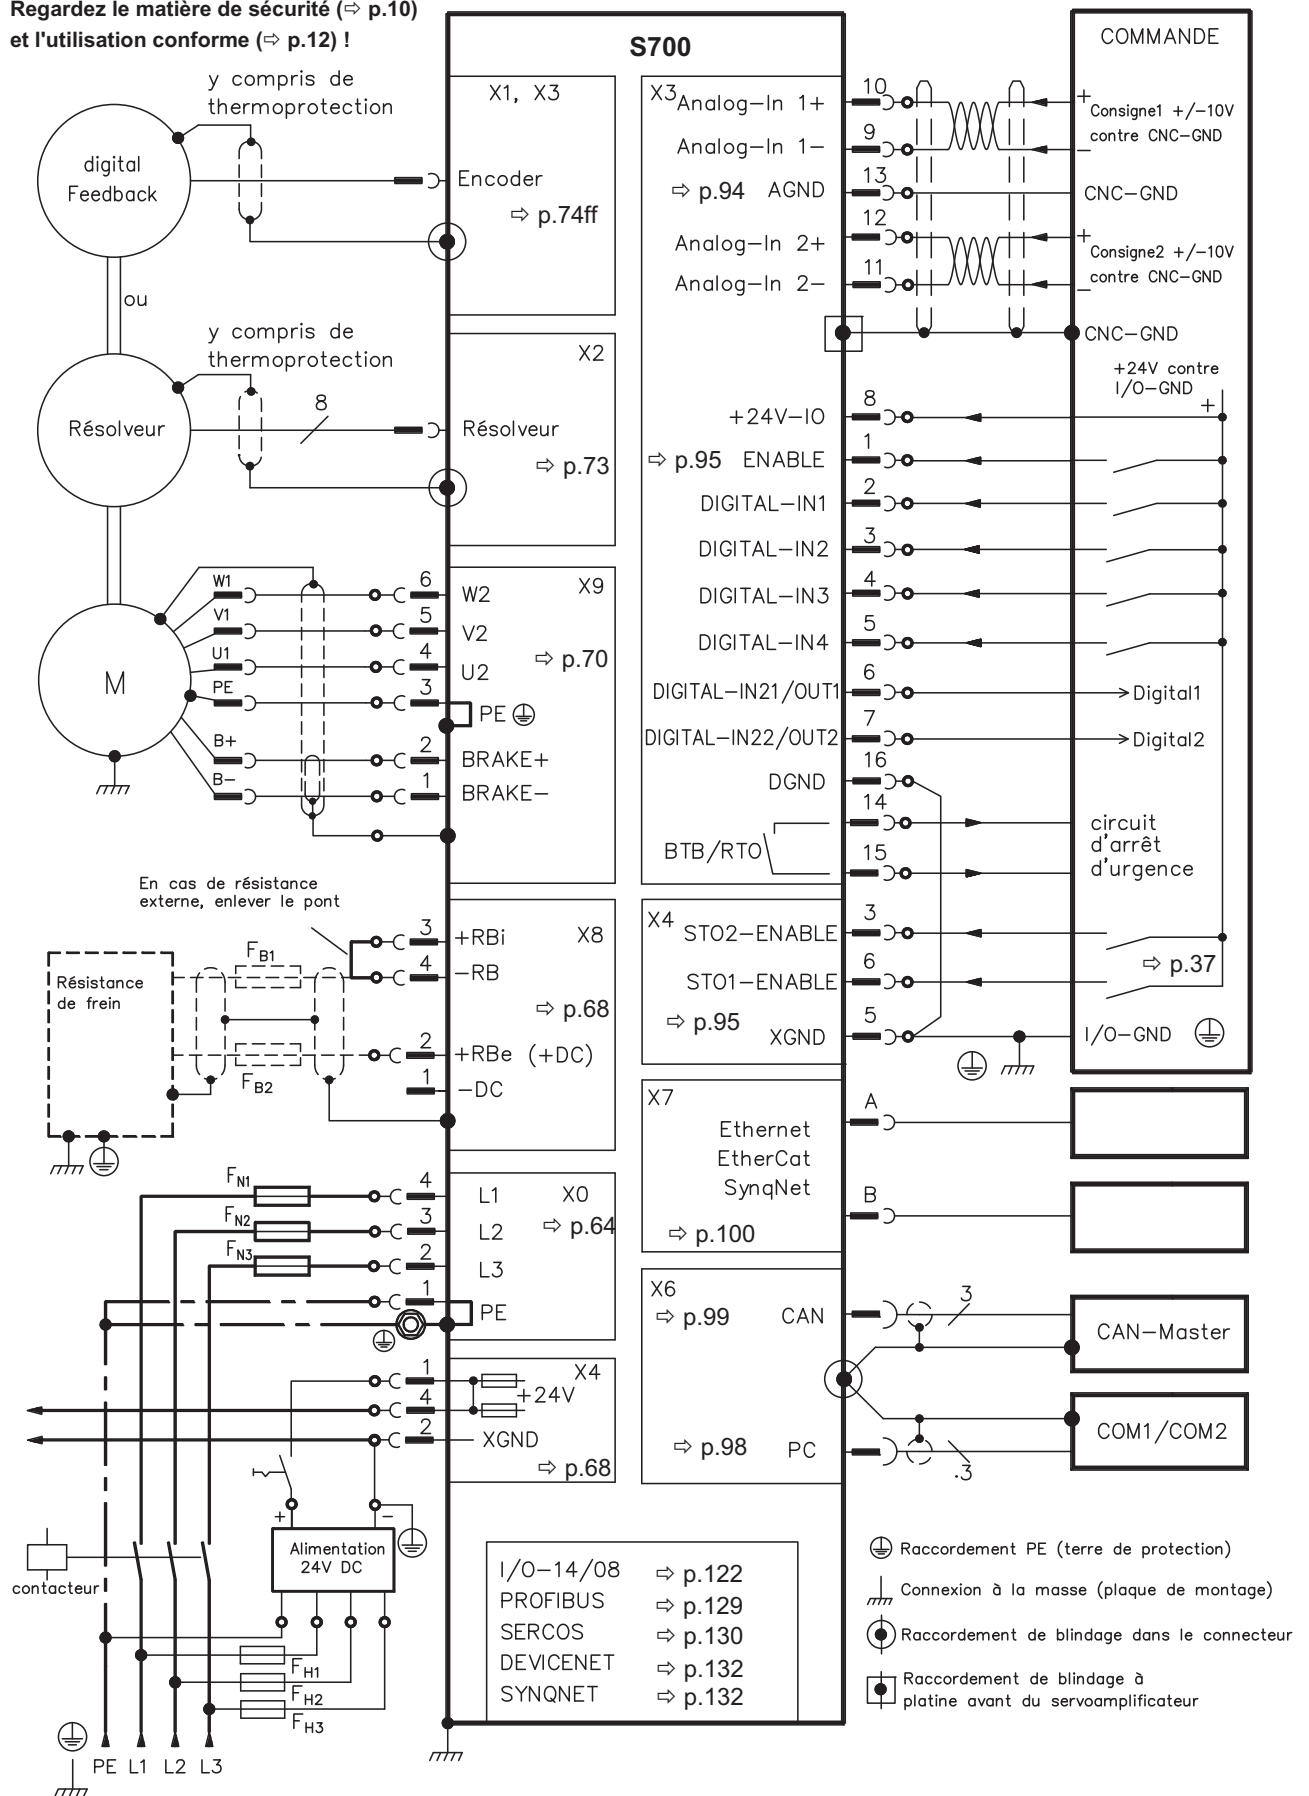 Regardez le matière de sécurité (⇨ p.10)
et l'utilisation conforme (⇨ p.12) !
S700
COMMANDE
y compris de
thermoprotection
digital
Feedback
X1, X3
Encoder
⇨ p.74ff
ou
y compris de
thermoprotection
Résolveur
8
X2
Résolveur
⇨ p.73
M
W1
V1
U1
PE
B+
B−
6
5
4
3
2
1
X9
W2
V2
U2
⇨ p.70
PE
BRAKE+
BRAKE−
En cas de résistance
externe, enlever le pont
Résistance
de frein
FB1
FB2
3
4
2
1
X8
+RBi
−RB
⇨ p.68
+RBe (+DC)
−DC
FN1
FN2
FN3
4
3
2
1
X0
L1
L2
L3
⇨ p.64
PE
1
4
2
X4
+24V
XGND
⇨ p.68
+
−
Alimentation
24V DC
contacteur
FH1
FH2
FH3
PE L1 L2 L3
X3
Analog−In 1+
10
Analog−In 1−
9
⇨ p.94 AGND
13
Analog−In 2+
12
Analog−In 2−
11
+
Consigne1 +/−10V
contre CNC−GND
−
CNC−GND
+
Consigne2 +/−10V
contre CNC−GND
−
CNC−GND
+24V contre
I/O−GND
+
+24V−IO
8
⇨ p.95 ENABLE
1
DIGITAL−IN1
2
DIGITAL−IN2
3
DIGITAL−IN3
4
DIGITAL−IN4
5
DIGITAL−IN21/OUT1
6
Digital1
DIGITAL−IN22/OUT2
7
Digital2
DGND
16
14
BTB/RTO
15
circuit
d'arrêt
d'urgence
X4
STO2−ENABLE
3
STO1−ENABLE
6
⇨ p.37
⇨ p.95
XGND
5
I/O−GND
X7
Ethernet
EtherCat
SynqNet
⇨ p.100
A
B
X6
⇨ p.99
CAN
3
CAN−Master
⇨ p.98
PC
.3
COM1/COM2
I/O−14/08 ⇨ p.122
PROFIBUS ⇨ p.129
SERCOS ⇨ p.130
DEVICENET ⇨ p.132
SYNQNET ⇨ p.132
Raccordement PE (terre de protection)
Connexion à la masse (plaque de montage)
Raccordement de blindage dans le connecteur
Raccordement de blindage à
platine avant du servoamplificateur